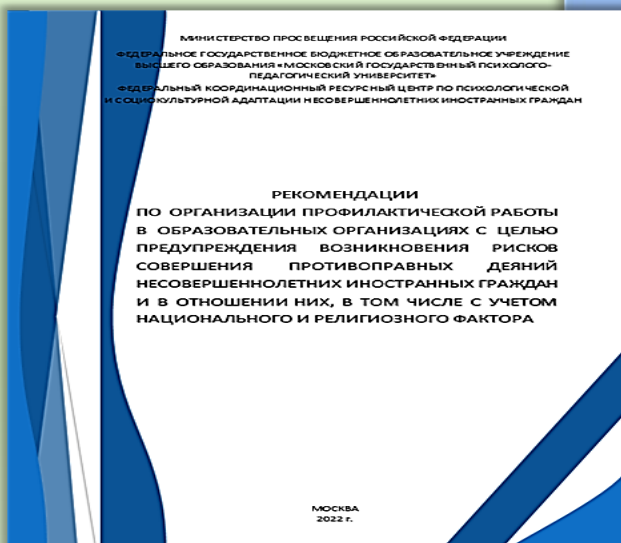 МИНИСТЕРСТВО ПРОСВЕЩЕНИЯ РОССИЙСКОЙ ФЕДЕРАЦИИ
ФЕДЕРАЛЬНОЕ ГОСУДАРСТВЕННОЕ БЮДЖЕТНОЕ ОБРАЗОВАТЕЛЬНОЕ УЧРЕЖДЕНИЕ
ВЫСШЕГО ОБРАЗОВАНИЯ «МОСКОВСКИЙ ГОСУДАРСТВЕННЫЙ ПСИХОЛОГО-
ПЕДАГОГИЧЕСКИЙ УНИВЕРСИТЕТ»
ФЕДЕРАЛЬНЫЙ КООРДИНАЦИОННЫЙ РЕСУРСНЫЙ ЦЕНТР ПО ПСИХОЛОГИЧЕСКОЙ
И СОЦИОКУЛЬТУРНОЙ АДАПТАЦИИ НЕСОВЕРШЕННОЛЕТНИХ ИНОСТРАННЫХ ГРАЖДАН
РЕКОМЕНДАЦИИ
ПО ОРГАНИЗАЦИИ ПРОФИЛАКТИЧЕСКОЙ РАБОТЫ
В ОБРАЗОВАТЕЛЬНЫХ ОРГАНИЗАЦИЯХ С ЦЕЛЬЮ
ПРЕДУПРЕЖДЕНИЯ ВОЗНИКНОВЕНИЯ РИСКОВ
СОВЕРШЕНИЯ ПРОТИВОПРАВНЫХ ДЕЯНИЙ
НЕСОВЕРШЕННОЛЕТНИХ ИНОСТРАННЫХ ГРАЖДАН
И В ОТНОШЕНИИ НИХ, В ТОМ ЧИСЛЕ С УЧЕТОМ
НАЦИОНАЛЬНОГО И РЕЛИГИОЗНОГО ФАКТОРА
МОСКВА
2022 г.